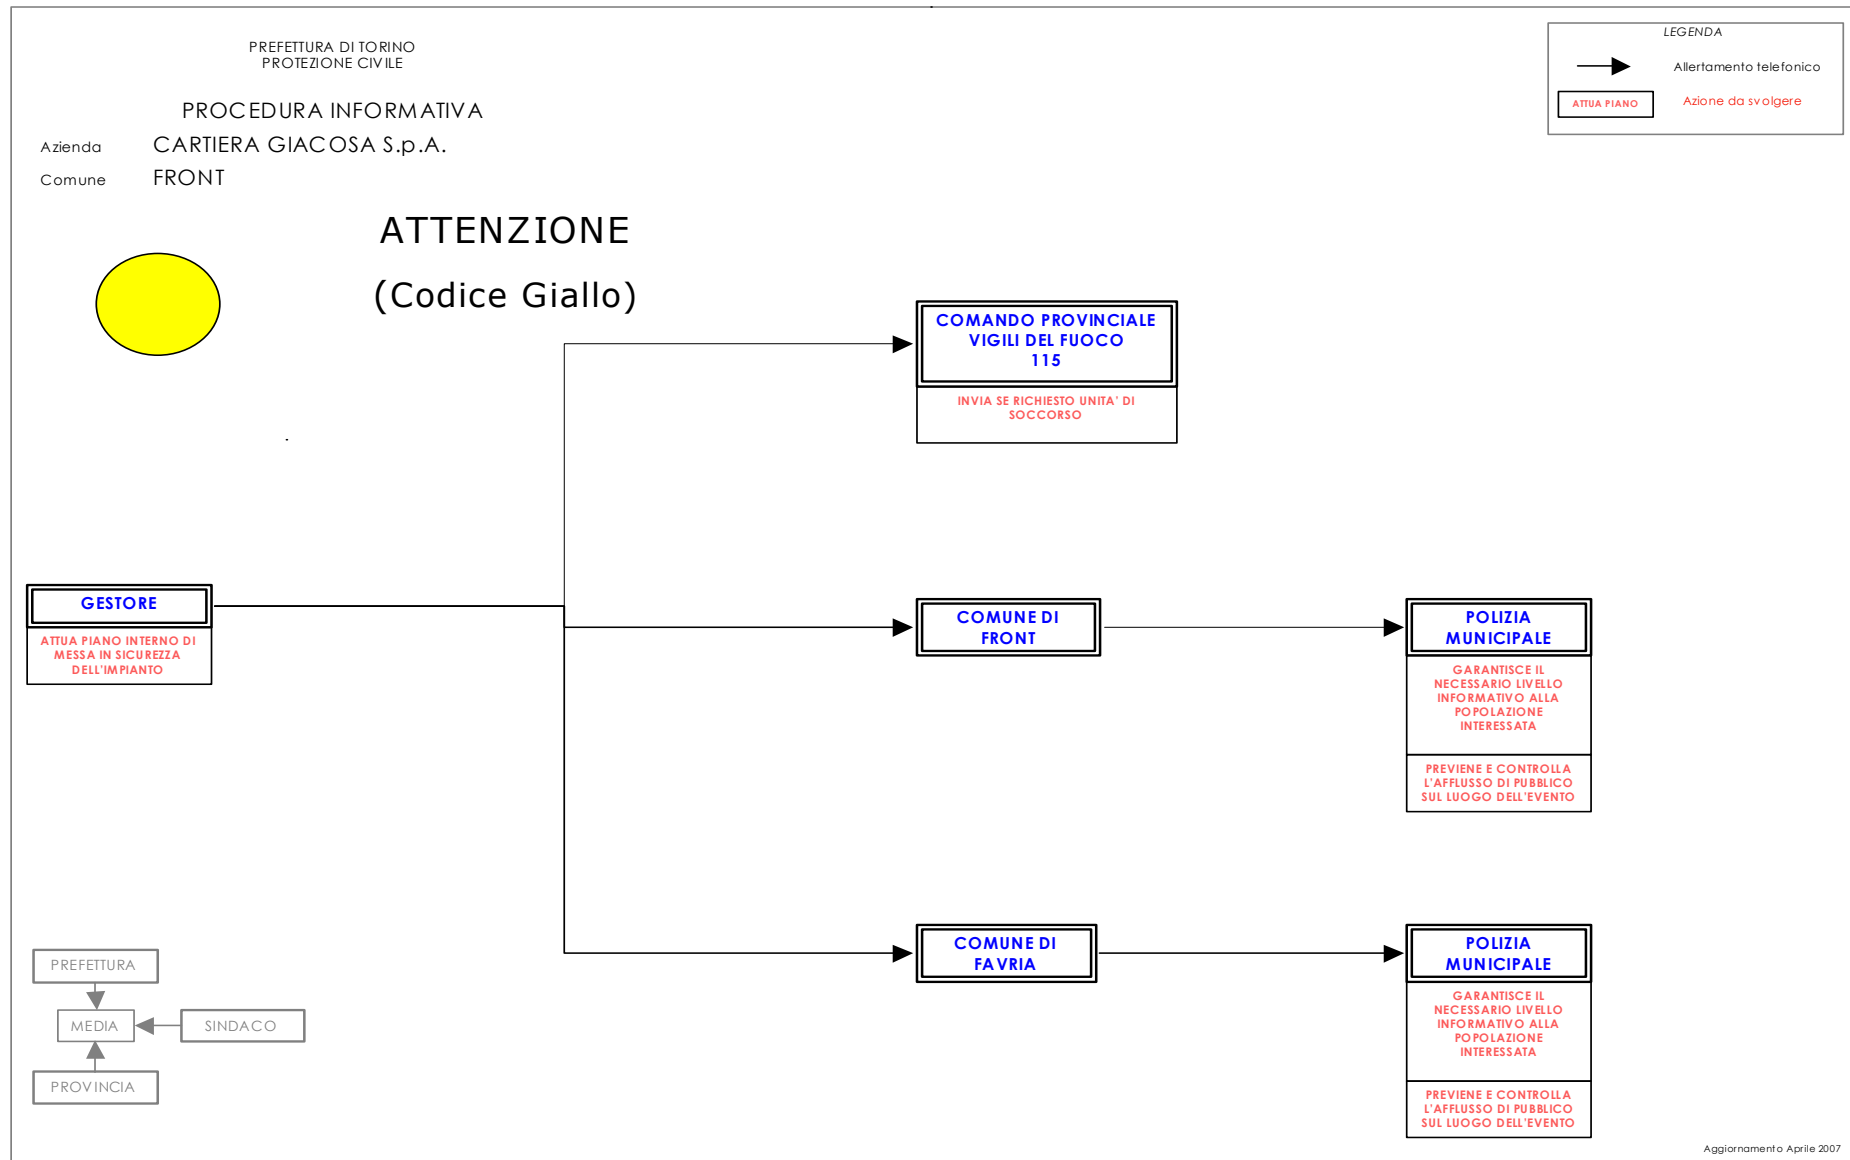 PREFETTURA DI TORINO
PROTEZIONE CIVILE
PROCEDURA INFORMATIVA
Azienda CARTIERA GIACOSA S.p.A.
Comune FRONT
LEGENDA
Allertamento telefonico
ATTUA PIANO
Azione da svolgere
ATTENZIONE
(Codice Giallo)
COMANDO PROVINCIALE
VIGILI DEL FUOCO
115
INVIA SE RICHIESTO UNITA' DI
SOCCORSO
GESTORE
ATTUA PIANO INTERNO DI
MESSA IN SICUREZZA
DELL'IMPIANTO
COMUNE DI
FRONT
POLIZIA
MUNICIPALE
GARANTISCE IL
NECESSARIO LIVELLO
INFORMATIVO ALLA
POPOLAZIONE
INTERESSATA
PREVIENE E CONTROLLA
L'AFFLUSSO DI PUBBLICO
SUL LUOGO DELL'EVENTO
COMUNE DI
FAVRIA
POLIZIA
MUNICIPALE
GARANTISCE IL
NECESSARIO LIVELLO
INFORMATIVO ALLA
POPOLAZIONE
INTERESSATA
PREVIENE E CONTROLLA
L'AFFLUSSO DI PUBBLICO
SUL LUOGO DELL'EVENTO
PREFETTURA
MEDIA
SINDACO
PROVINCIA
Aggiornamento Aprile 2007